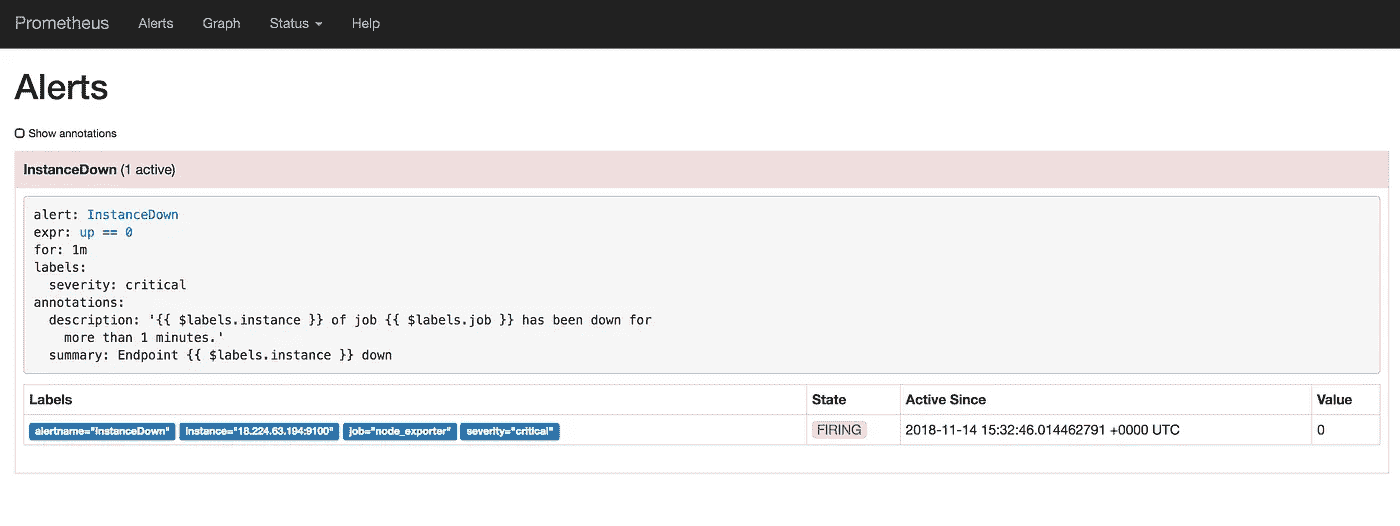 Prometheus Alerts Graph Status Help
Alerts
Show annotations
InstanceDown (1 active)
alert: InstanceDown
expr: up == 0
for: 1m
labels:
severity: critical
annotations:
description: '{{ $labels.instance }} of job {{ $labels.job }} has been down for
more than 1 minutes.'
summary: Endpoint {{ $labels.instance }} down
Labels State Active Since Value
alertname="InstanceDown" instance="18.224.63.194:9100" job="node_exporter" severity="critical" FIRING 2018-11-14 15:32:46.014462791 +0000 UTC 0